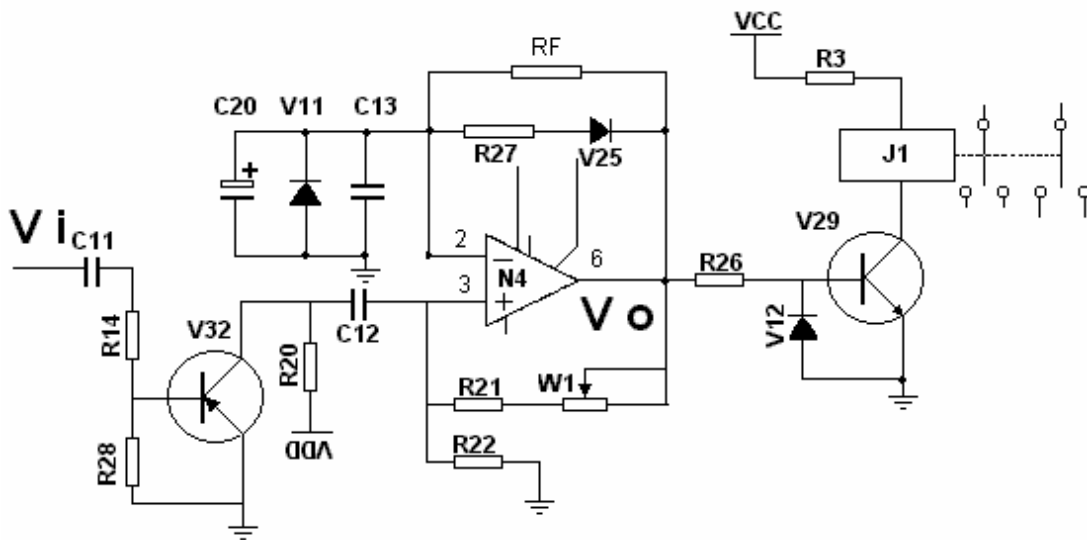 VCC
RF
R3
C20
V11
C13
+
R27
V25
J1
V i
C11
2
−
N4
6
3
+
V29
R26
V o
R14
V32
R20
C12
V12
R21
W1
R28
VDD
R22